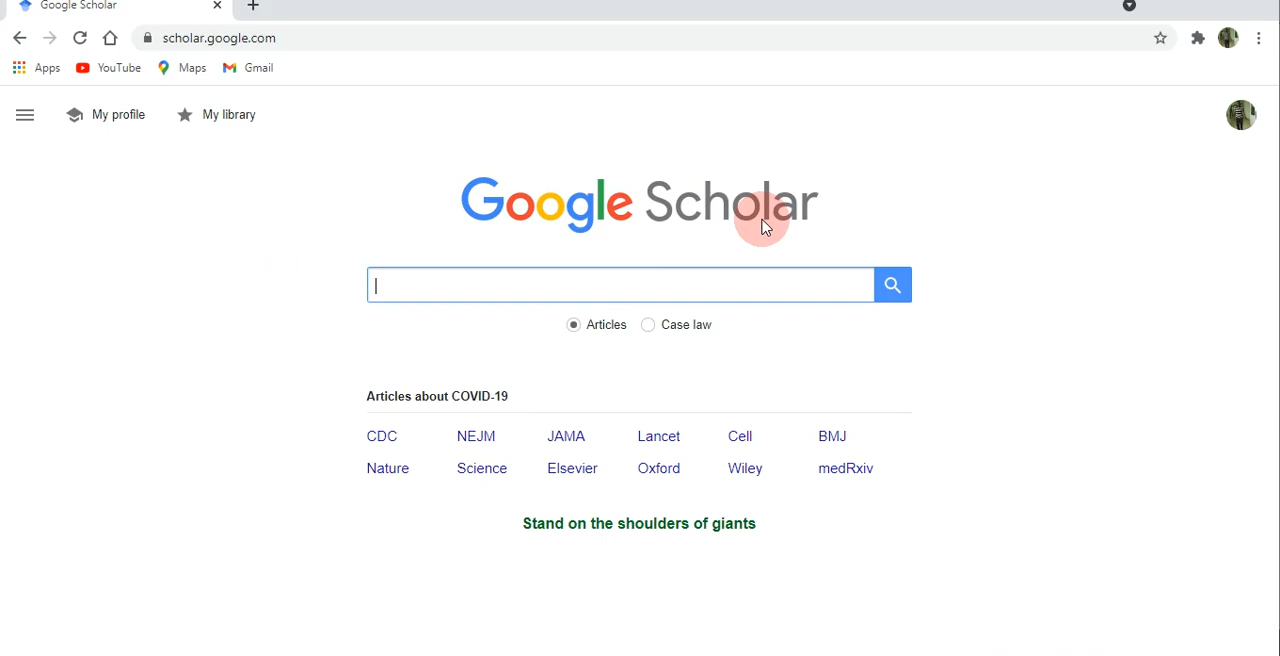 Google Scholar
scholar.google.com
Apps YouTube Maps Gmail
My profile My library
Google Scholar
Articles Case law
Articles about COVID-19
CDC NEJM JAMA Lancet Cell BMJ
Nature Science Elsevier Oxford Wiley medRxiv
Stand on the shoulders of giants